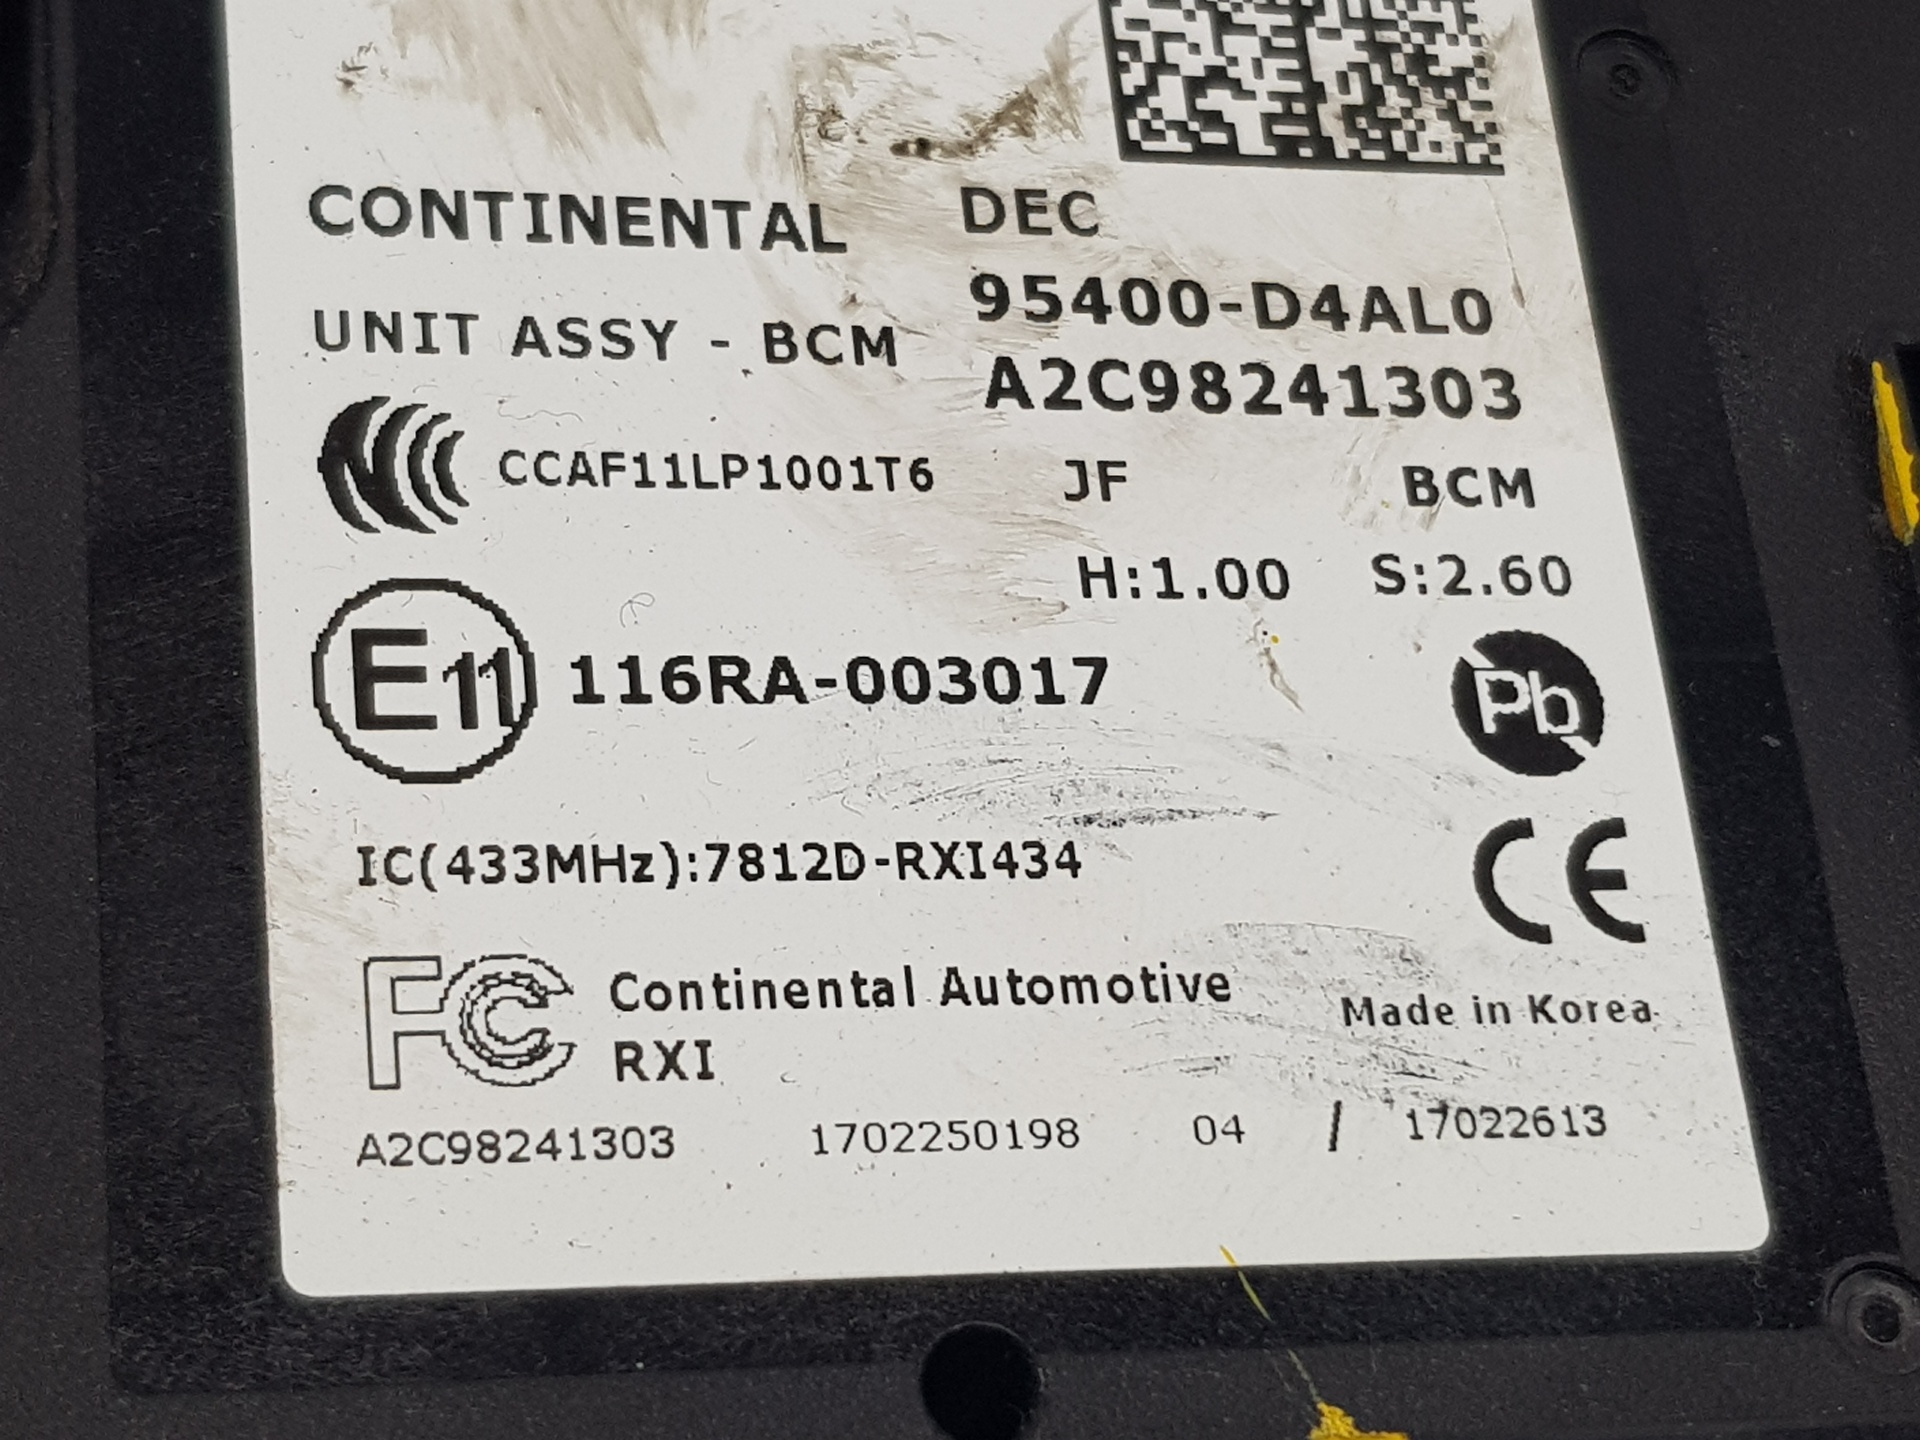 CONTINENTAL DEC
UNIT ASSY - BCM 95400-D4AL0
A2C98241303
CCAF11LP1001T6 JF BCM
H:1.00 S:2.60
E11 116RA-003017 Pb
IC(433MHz):7812D-RXI434 CE
FC Continental Automotive Made in Korea
RXI
A2C98241303 1702250198 04 / 17022613